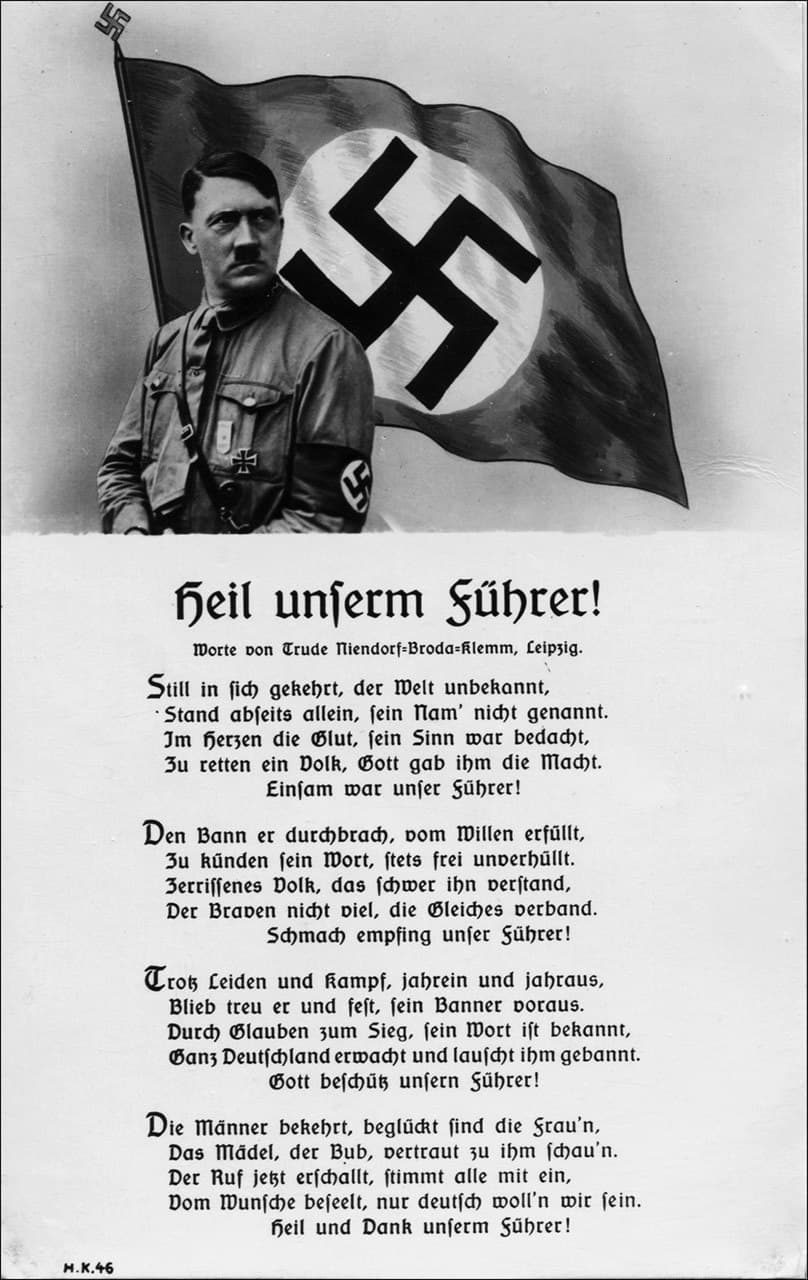 Heil unserm Führer!
Worte von Trude Niendorf-Broda-Klemm, Leipzig.
Still in sich gekehrt, der Welt unbekannt,
Stand abseits allein, sein Nam' nicht genannt.
Im Herzen die Glut, sein Sinn war bedacht,
Zu retten ein Volk, Gott gab ihm die Macht.
Einsam war unser Führer!
Den Bann er durchbrach, vom Willen erfüllt,
Zu künden sein Wort, stets frei unverhüllt.
Zerrissenes Volk, das schwer ihn verstand,
Der Braven nicht viel, die Gleiches verband.
Schmach empfing unser Führer!
Trotz Leiden und Kampf, jahrein und jahraus,
Blieb treu er und fest, sein Banner voraus.
Durch Glauben zum Sieg, sein Wort ist bekannt,
Ganz Deutschland erwacht und lauscht ihm gebannt.
Gott beschütz unsern Führer!
Die Männer bekehrt, beglückt sind die Frau'n,
Das Mädel, der Bub, vertraut zu ihm schau'n.
Der Ruf jetzt erschallt, stimmt alle mit ein,
Vom Wunsche beseelt, nur deutsch woll'n wir sein.
Heil und Dank unserm Führer!
H.K.46